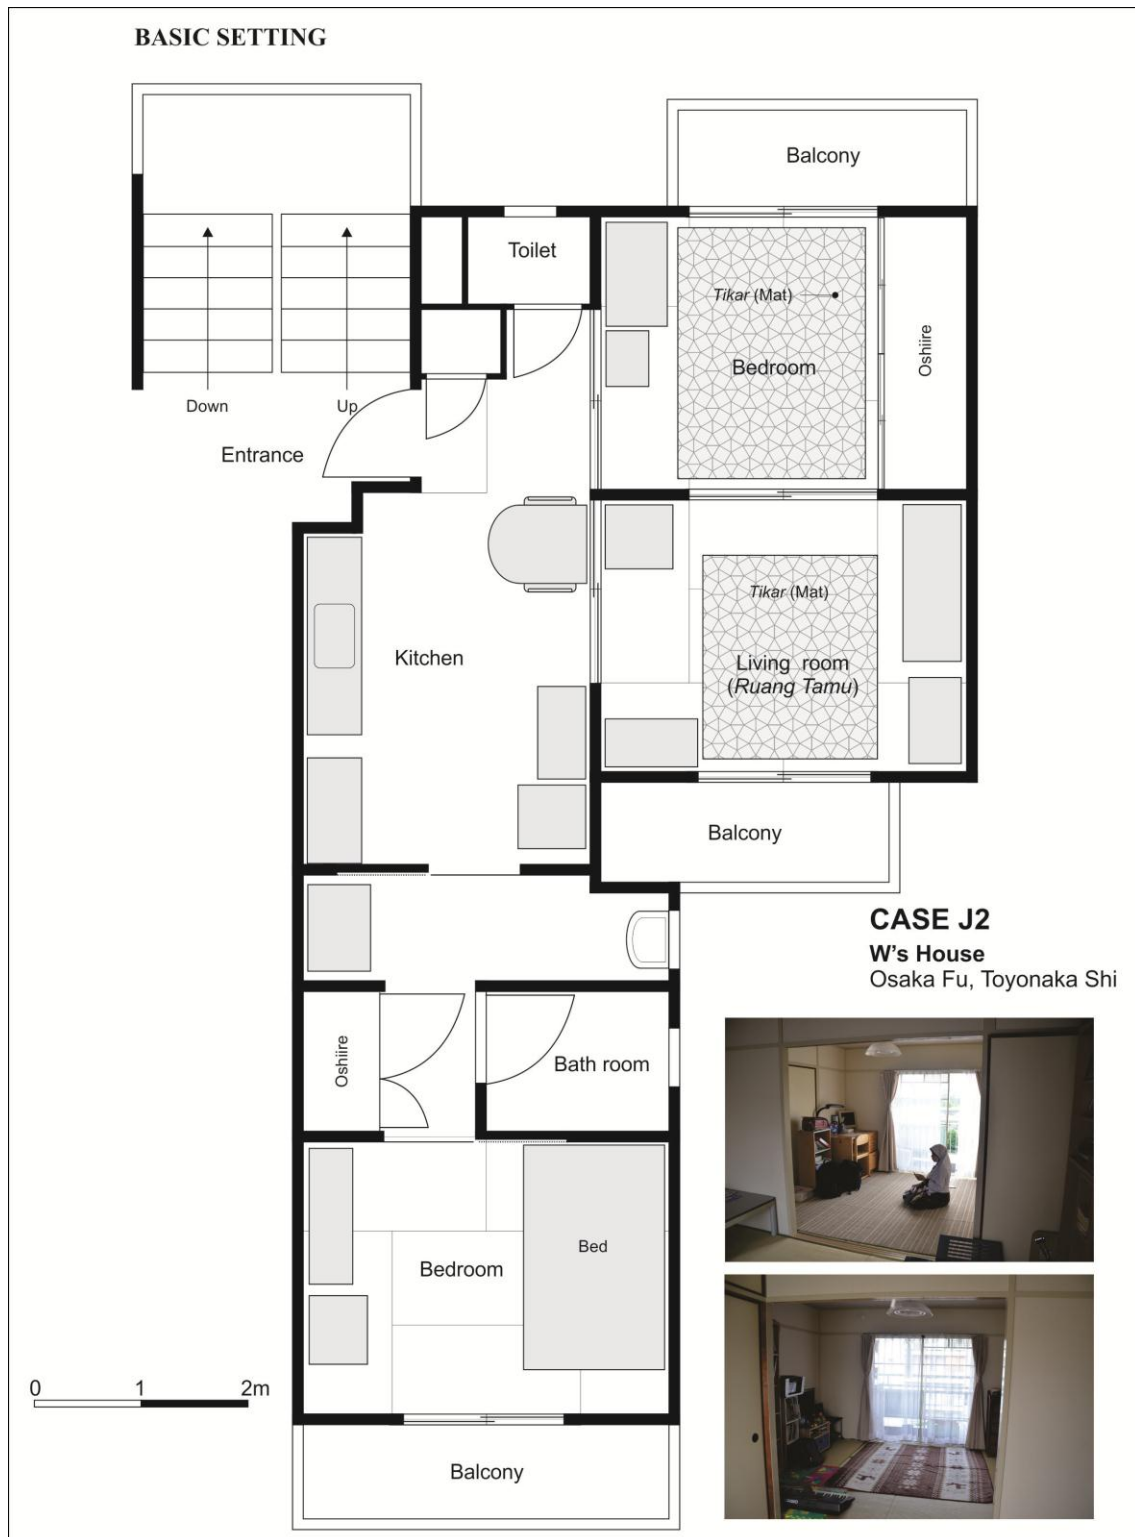 BASIC SETTING
Balcony
Toilet
Tikar (Mat)
Oshiire
Bedroom
Down
Up
Entrance
Tikar (Mat)
Kitchen
Living room
(Ruang Tamu)
Balcony
CASE J2
W's House
Osaka Fu, Toyonaka Shi
Oshiire
Bath room
Bed
Bedroom
0 1 2m
Balcony